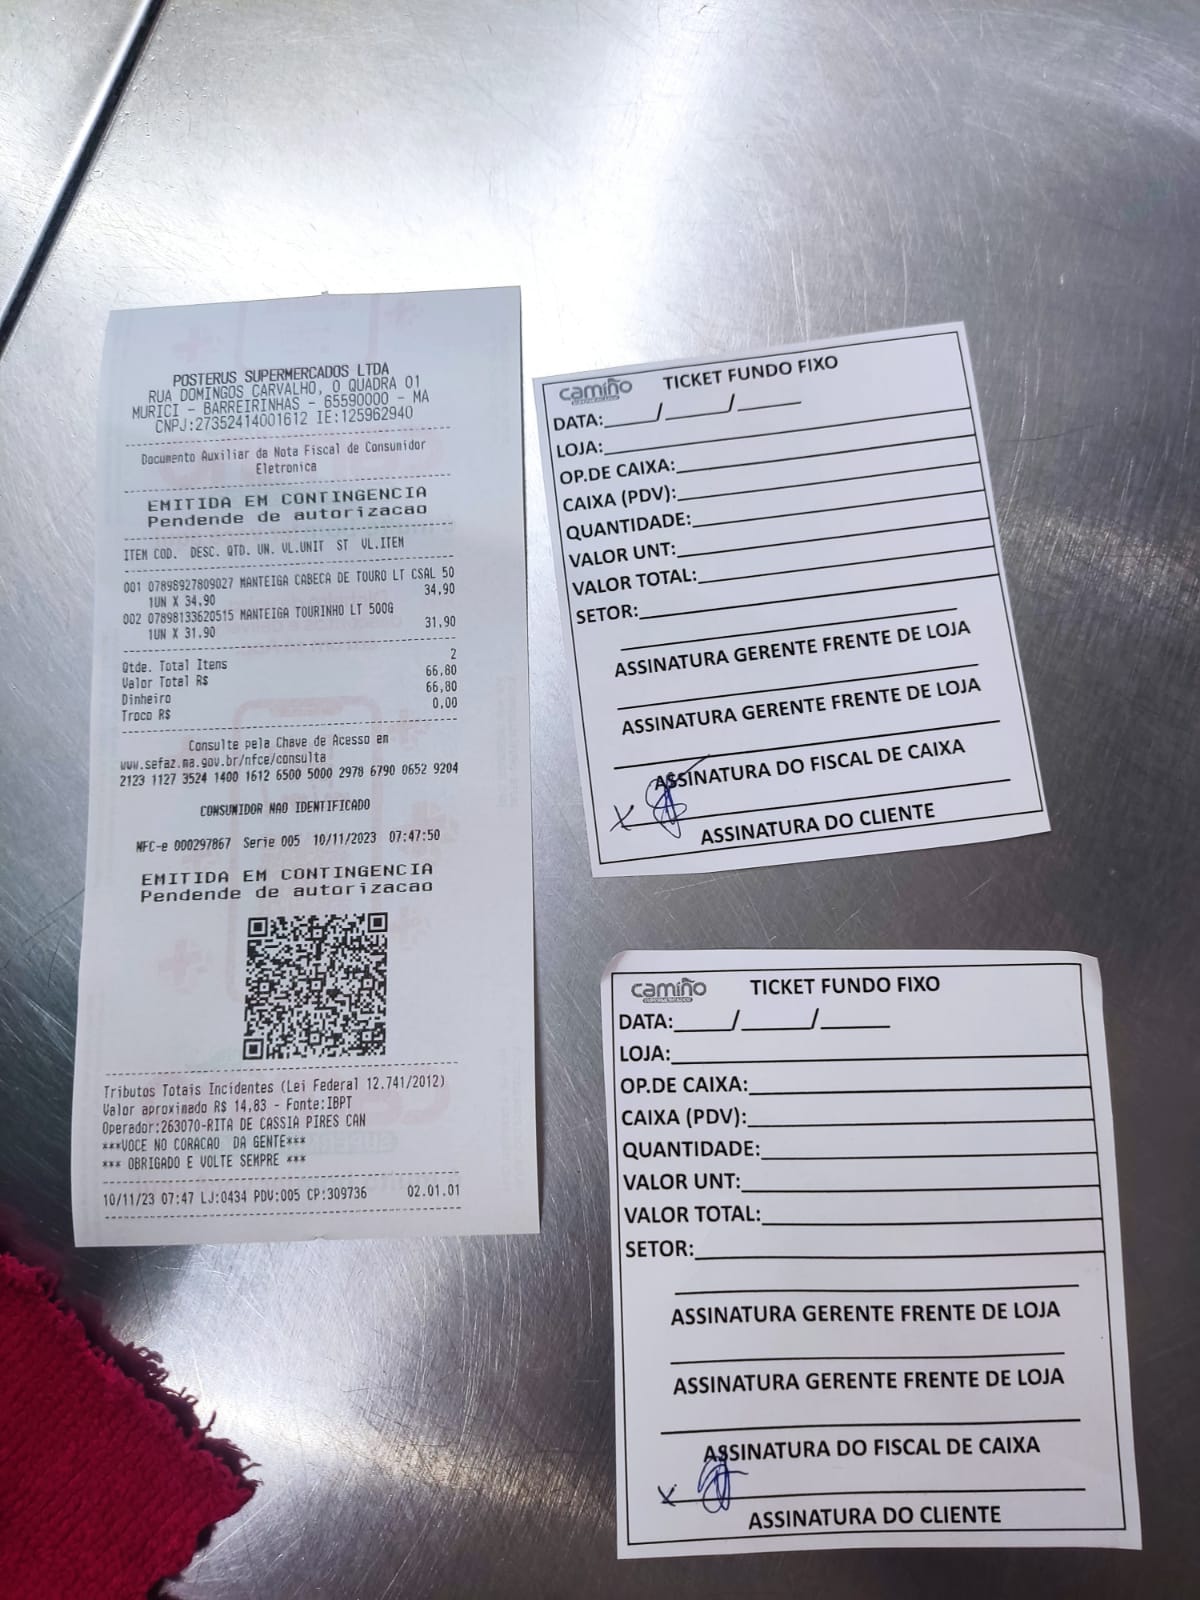 POSTERUS SUPERMERCADOS LTDA
RUA DOMINGOS CARVALHO, 0 QUADRA 01
MURICI - BARREIRINHAS - 65590000 - MA
CNPJ:27352414001612 IE:125962940
Documento Auxiliar da Nota Fiscal de Consumidor
Eletronica
EMITIDA EM CONTINGENCIA
Pendende de autorizacao
ITEM COD. DESC. QTD. UN. VL.UNIT ST VL.ITEM
001 07898927809027 MANTEIGA CABECA DE TOURO LT CSAL 50
1UN X 34,90 34,90
002 07898133620515 MANTEIGA TOURINHO LT 500G
1UN X 31,90 31,90
Qtde. Total Itens 2
Valor Total R$ 66,80
Dinheiro 66,80
Troco R$ 0,00
Consulte pela Chave de Acesso em
www.sefaz.ma.gov.br/nfce/consulta
2123 1127 3524 1400 1612 6500 5000 2978 6790 0652 9204
CONSUMIDOR NAO IDENTIFICADO
NFC-e 000297867 Serie 005 10/11/2023 07:47:50
EMITIDA EM CONTINGENCIA
Pendende de autorizacao
Tributos Totais Incidentes (Lei Federal 12.741/2012)
Valor aproximado R$ 14,83 - Fonte:IBPT
Operador:263070-RITA DE CASSIA PIRES CAN
***VOCE NO CORACAO DA GENTE***
*** OBRIGADO E VOLTE SEMPRE ***
10/11/23 07:47 LJ:0434 PDV:005 CP:309736 02.01.01
camiño TICKET FUNDO FIXO
SUPERMERCADOS
DATA:____/____/____
LOJA:
OP.DE CAIXA:
CAIXA (PDV):
QUANTIDADE:
VALOR UNT:
VALOR TOTAL:
SETOR:
ASSINATURA GERENTE FRENTE DE LOJA
ASSINATURA GERENTE FRENTE DE LOJA
ASSINATURA DO FISCAL DE CAIXA
X
ASSINATURA DO CLIENTE
camiño TICKET FUNDO FIXO
SUPERMERCADOS
DATA:____/____/____
LOJA:
OP.DE CAIXA:
CAIXA (PDV):
QUANTIDADE:
VALOR UNT:
VALOR TOTAL:
SETOR:
ASSINATURA GERENTE FRENTE DE LOJA
ASSINATURA GERENTE FRENTE DE LOJA
ASSINATURA DO FISCAL DE CAIXA
X
ASSINATURA DO CLIENTE